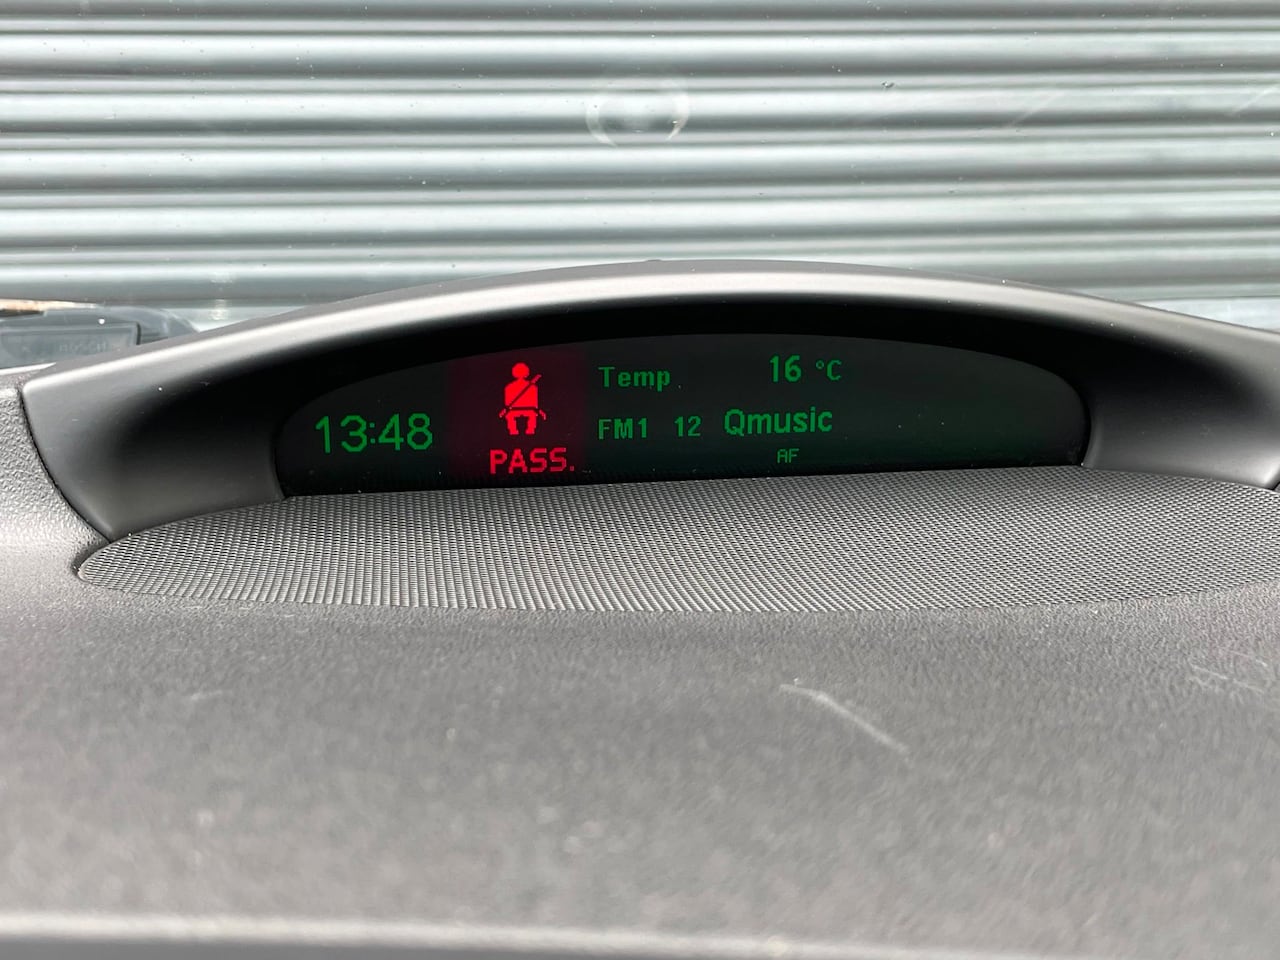 13:48
PASS.
Temp 16 °C
FM1 12 Qmusic
AF